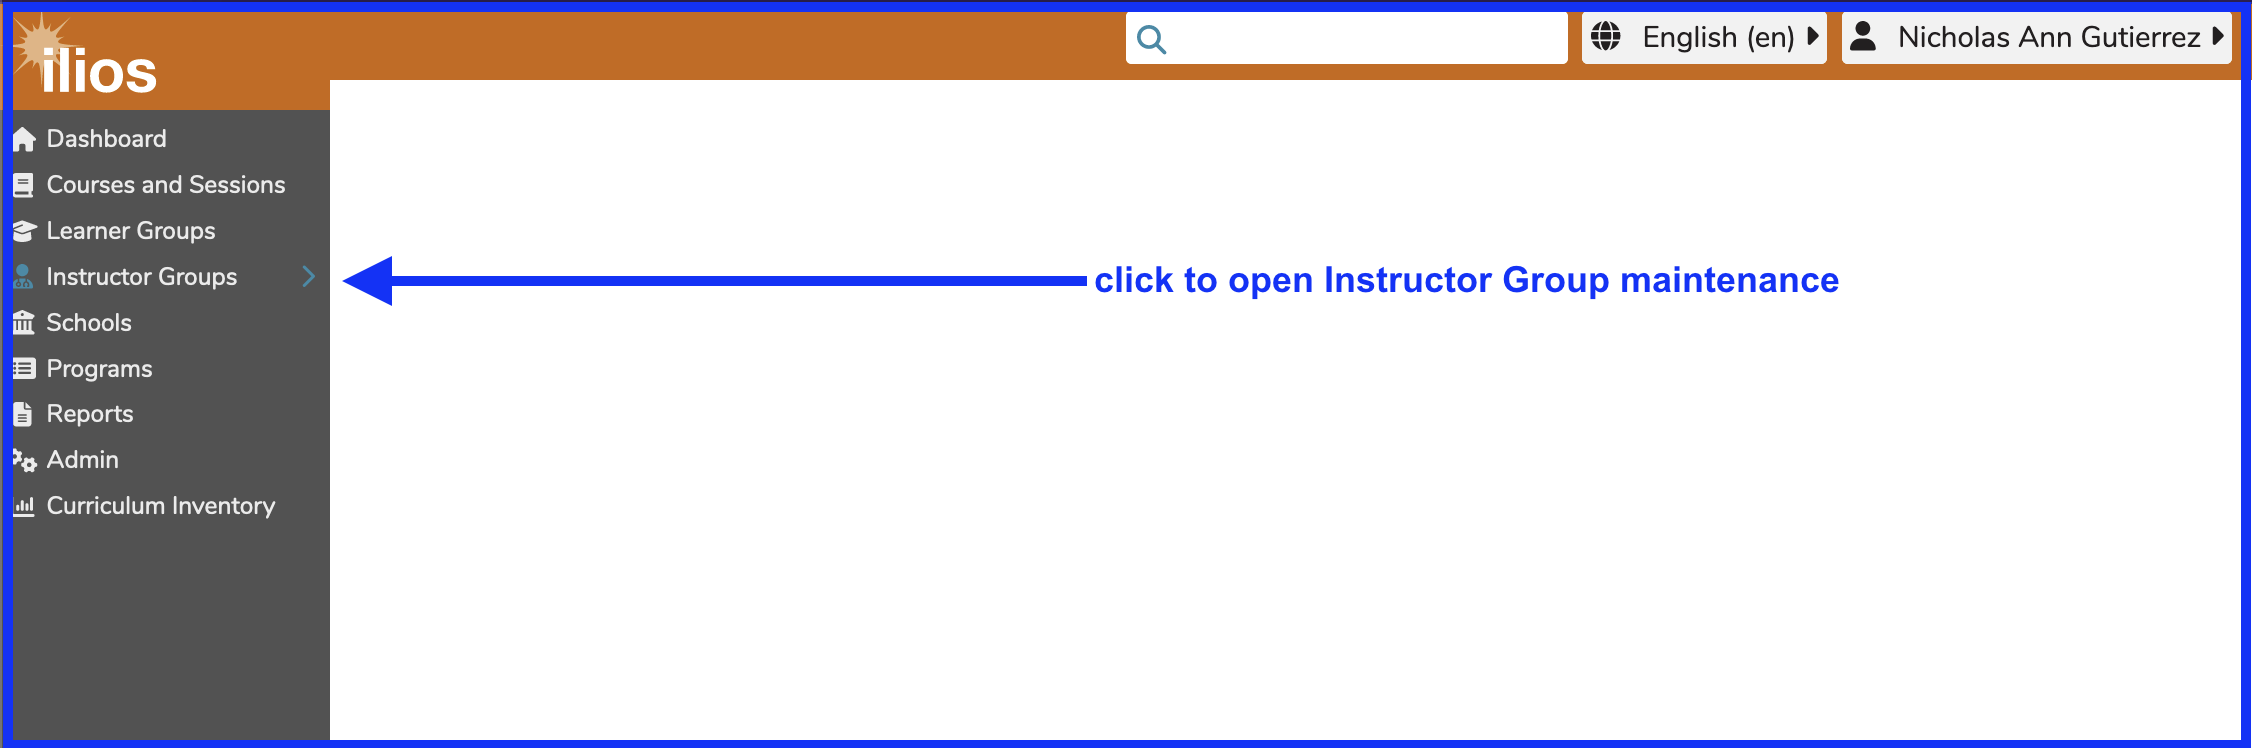 ilios
English (en)
Nicholas Ann Gutierrez
Dashboard
Courses and Sessions
Learner Groups
Instructor Groups
click to open Instructor Group maintenance
Schools
Programs
Reports
Admin
Curriculum Inventory